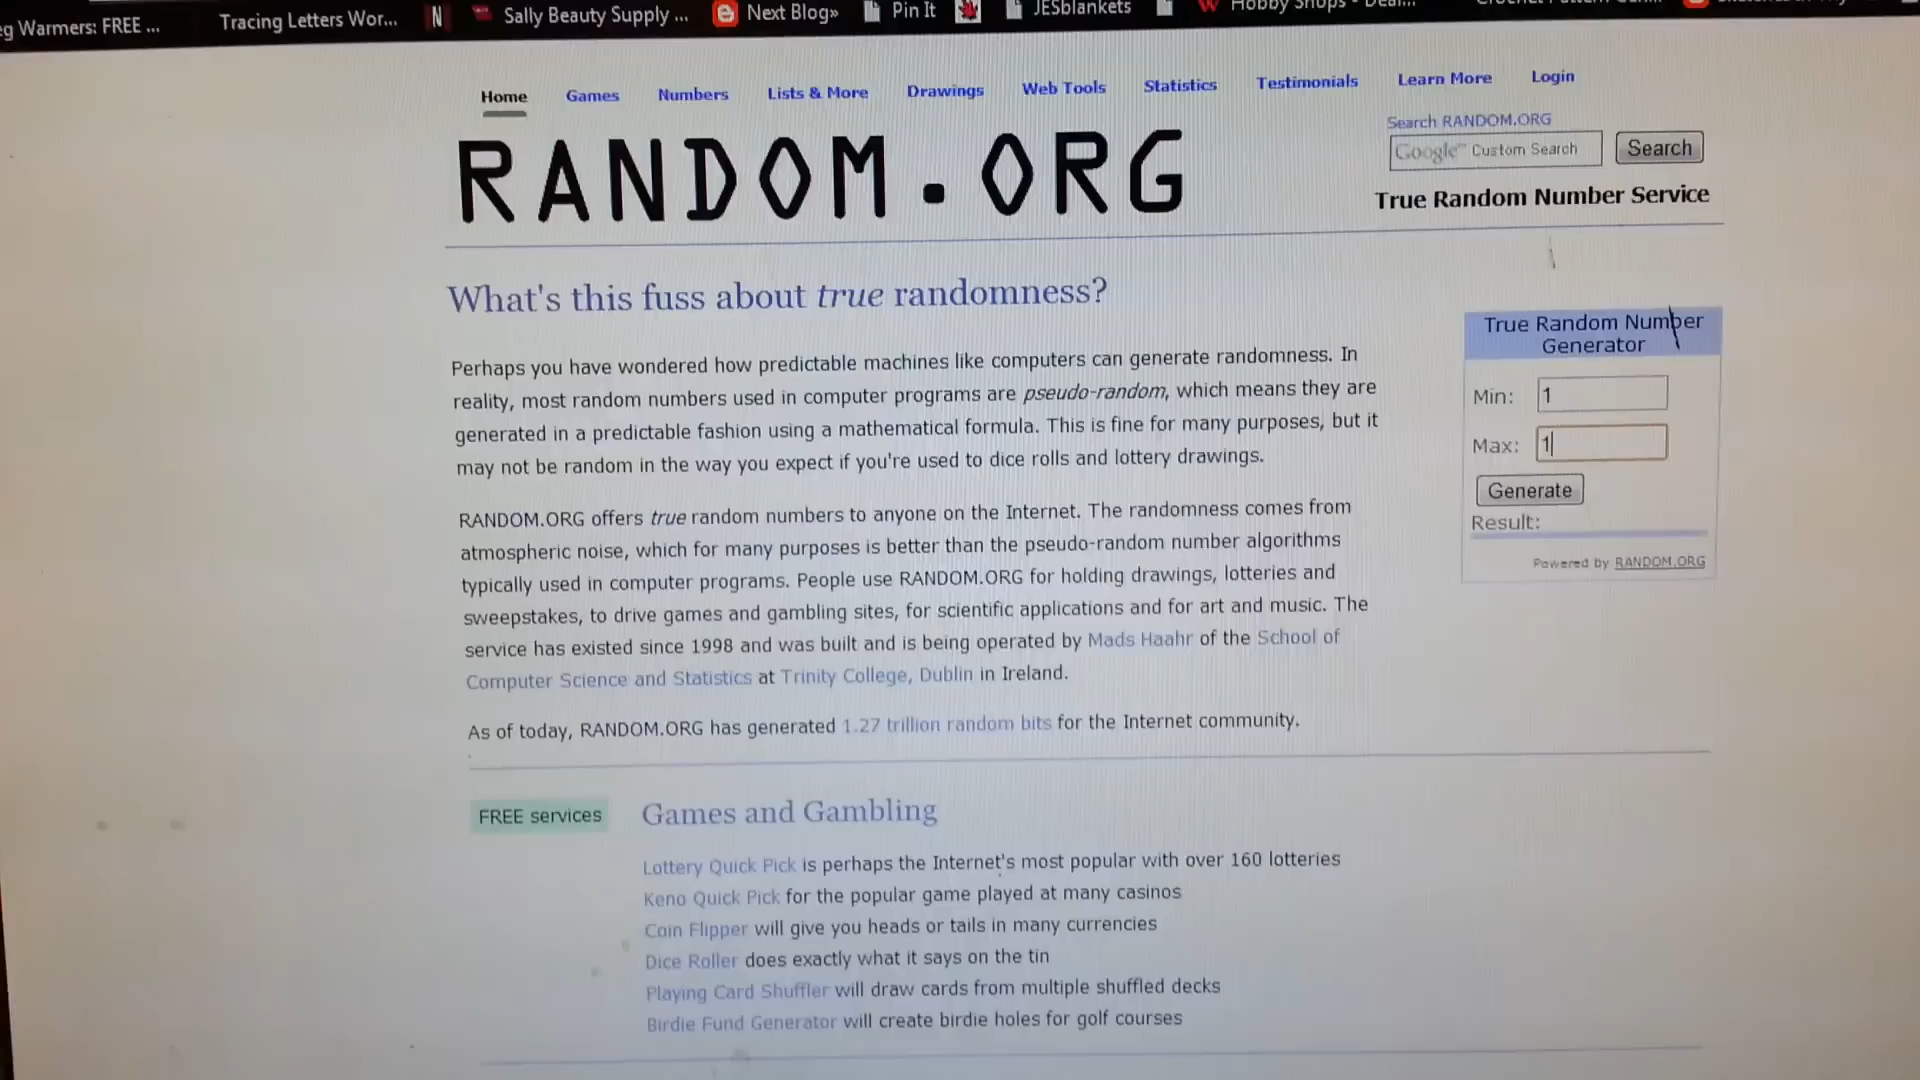 g Warmers: FREE ...
Tracing Letters Wor...
N
Sally Beauty Supply ...
Next Blog»
Pin It
JESblankets
Home
Games
Numbers
Lists & More
Drawings
Web Tools
Statistics
Testimonials
Learn More
Login
RANDOM.ORG
Search RANDOM.ORG
Google™ Custom Search
Search
True Random Number Service
What's this fuss about true randomness?
Perhaps you have wondered how predictable machines like computers can generate randomness. In
reality, most random numbers used in computer programs are pseudo-random, which means they are
generated in a predictable fashion using a mathematical formula. This is fine for many purposes, but it
may not be random in the way you expect if you're used to dice rolls and lottery drawings.
RANDOM.ORG offers true random numbers to anyone on the Internet. The randomness comes from
atmospheric noise, which for many purposes is better than the pseudo-random number algorithms
typically used in computer programs. People use RANDOM.ORG for holding drawings, lotteries and
sweepstakes, to drive games and gambling sites, for scientific applications and for art and music. The
service has existed since 1998 and was built and is being operated by Mads Haahr of the School of
Computer Science and Statistics at Trinity College, Dublin in Ireland.
As of today, RANDOM.ORG has generated 1.27 trillion random bits for the Internet community.
True Random Number
Generator
Min: 1
Max: 1
Generate
Result:
Powered by RANDOM.ORG
FREE services
Games and Gambling
Lottery Quick Pick is perhaps the Internet's most popular with over 160 lotteries
Keno Quick Pick for the popular game played at many casinos
Coin Flipper will give you heads or tails in many currencies
Dice Roller does exactly what it says on the tin
Playing Card Shuffler will draw cards from multiple shuffled decks
Birdie Fund Generator will create birdie holes for golf courses